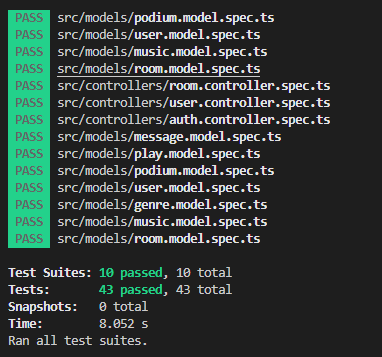 PASS src/models/podium.model.spec.ts
PASS src/models/user.model.spec.ts
PASS src/models/music.model.spec.ts
PASS src/models/room.model.spec.ts
PASS src/controllers/room.controller.spec.ts
PASS src/controllers/user.controller.spec.ts
PASS src/controllers/auth.controller.spec.ts
PASS src/models/message.model.spec.ts
PASS src/models/play.model.spec.ts
PASS src/models/podium.model.spec.ts
PASS src/models/user.model.spec.ts
PASS src/models/genre.model.spec.ts
PASS src/models/music.model.spec.ts
PASS src/models/room.model.spec.ts
Test Suites: 10 passed, 10 total
Tests: 43 passed, 43 total
Snapshots: 0 total
Time: 8.052 s
Ran all test suites.